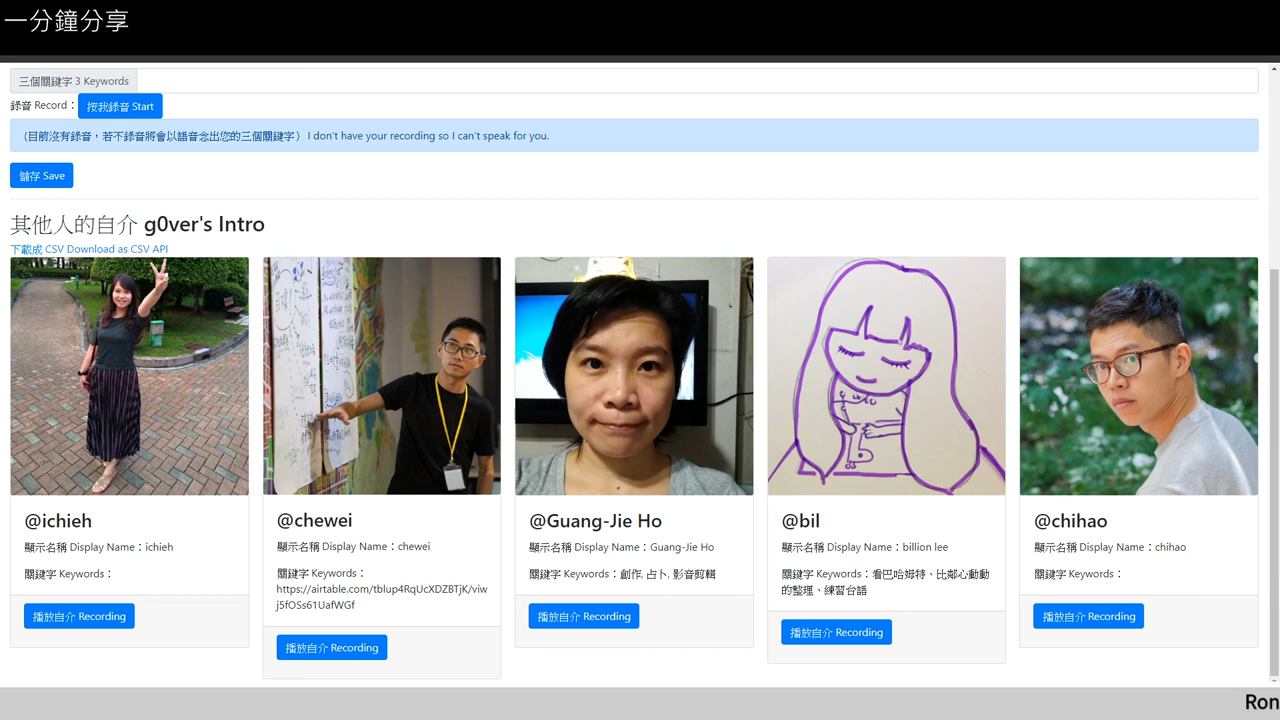 一分鐘分享
三個關鍵字 3 Keywords
錄音 Record：
按我錄音 Start
（目前沒有錄音，若不錄音將會以語音念出您的三個關鍵字） I don't have your recording so I can't speak for you.
儲存 Save
其他人的自介 g0ver's Intro
下載成 CSV Download as CSV API
@ichieh
顯示名稱 Display Name：ichieh
關鍵字 Keywords：
播放自介 Recording
@chewei
顯示名稱 Display Name：chewei
關鍵字 Keywords：
https://airtable.com/tblup4RqUcXDZBTjK/viw
j5fOSs61UafWGf
播放自介 Recording
@Guang-Jie Ho
顯示名稱 Display Name：Guang-Jie Ho
關鍵字 Keywords：創作, 占卜, 影音剪輯
播放自介 Recording
@bil
顯示名稱 Display Name：billion lee
關鍵字 Keywords：看巴哈姆特、比鄰心動動
的整理、練習台語
播放自介 Recording
@chihao
顯示名稱 Display Name：chihao
關鍵字 Keywords：
播放自介 Recording
Ron